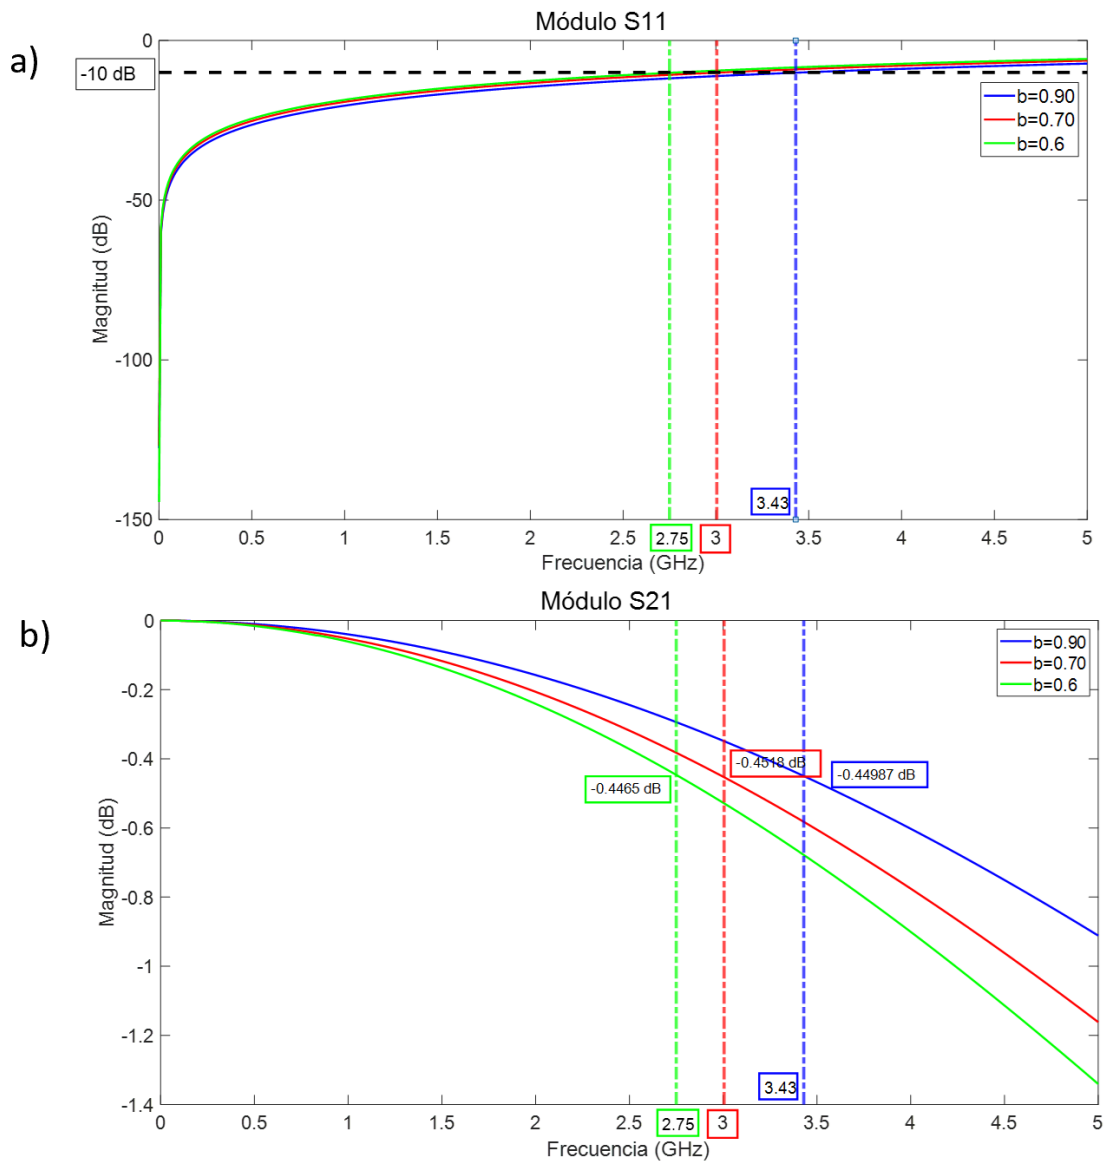 Módulo S11
a)
-10 dB
0
-50
-100
-150
Magnitud (dB)
b=0.90
b=0.70
b=0.6
3.43
0
0.5
1
1.5
2
2.5
2.75
3
3.5
4
4.5
5
Frecuencia (GHz)
Módulo S21
b)
0
-0.2
-0.4
-0.6
-0.8
-1
-1.2
-1.4
Magnitud (dB)
b=0.90
b=0.70
b=0.6
-0.4518 dB
-0.44987 dB
-0.4465 dB
3.43
0
0.5
1
1.5
2
2.5
2.75
3
3.5
4
4.5
5
Frecuencia (GHz)